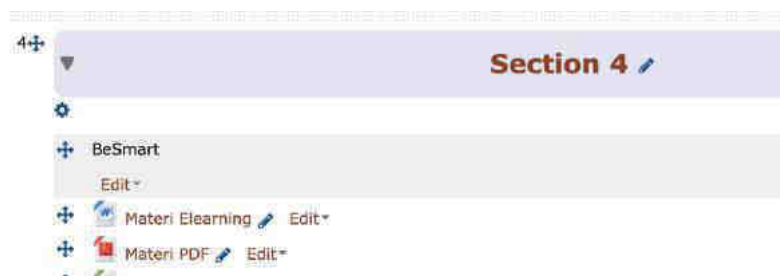 4
Section 4
BeSmart
Edit
Materi Elearning Edit
Materi PDF Edit